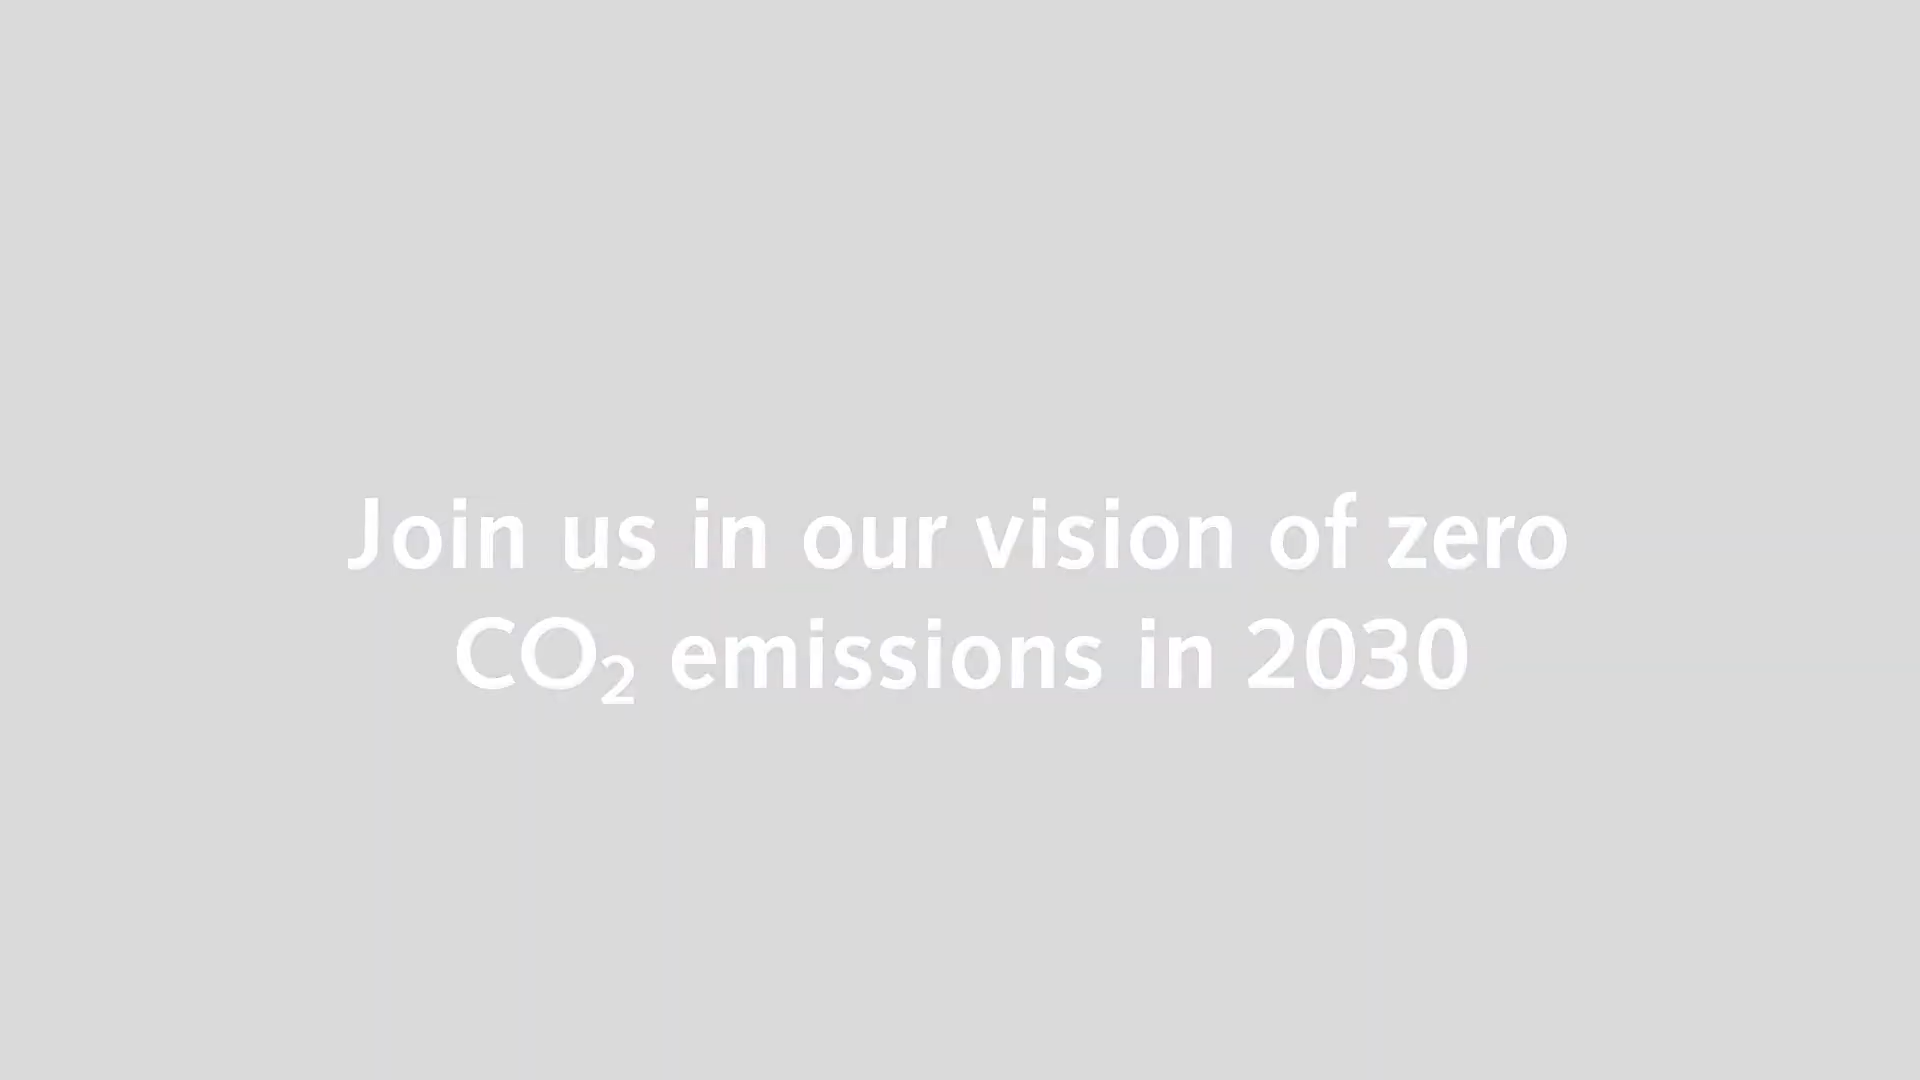 Join us in our vision of zero
CO₂ emissions in 2030